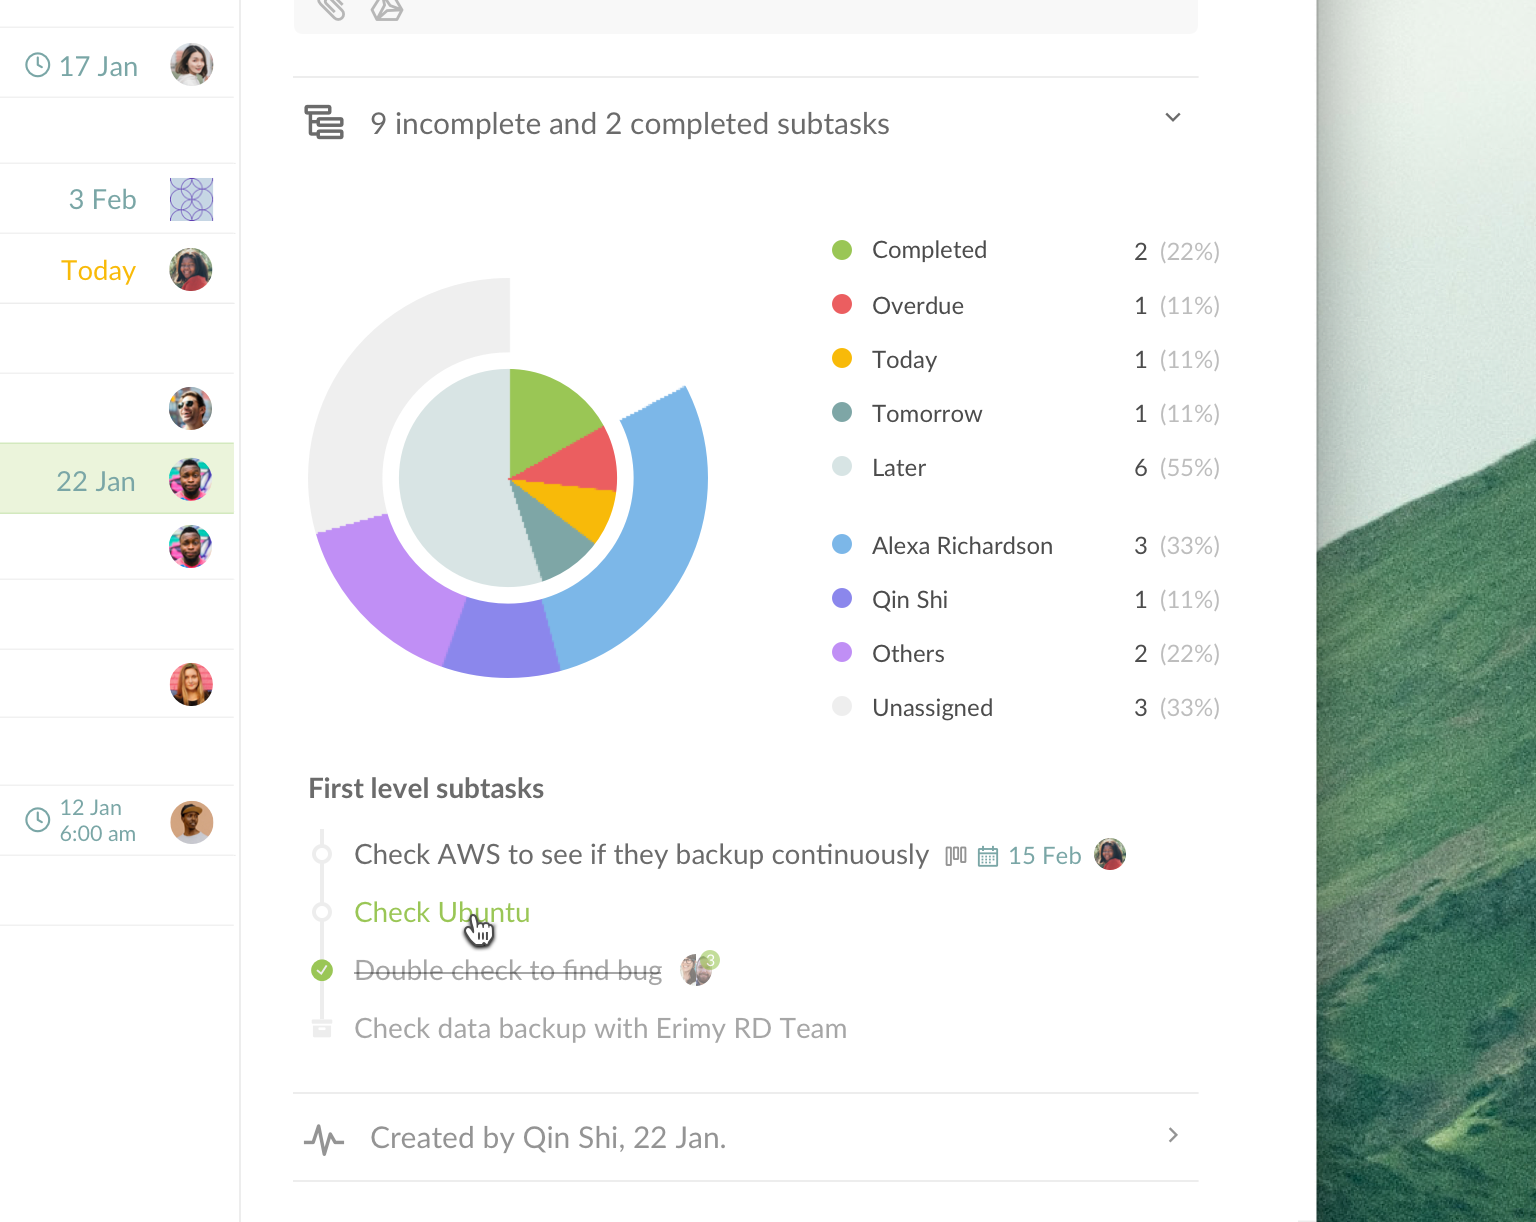 17 Jan
3 Feb
Today
22 Jan
12 Jan
6:00 am
9 incomplete and 2 completed subtasks
Completed 2 (22%)
Overdue 1 (11%)
Today 1 (11%)
Tomorrow 1 (11%)
Later 6 (55%)
Alexa Richardson 3 (33%)
Qin Shi 1 (11%)
Others 2 (22%)
Unassigned 3 (33%)
First level subtasks
Check AWS to see if they backup continuously 15 Feb
Check Ubuntu
Double check to find bug 3
Check data backup with Erimy RD Team
Created by Qin Shi, 22 Jan.